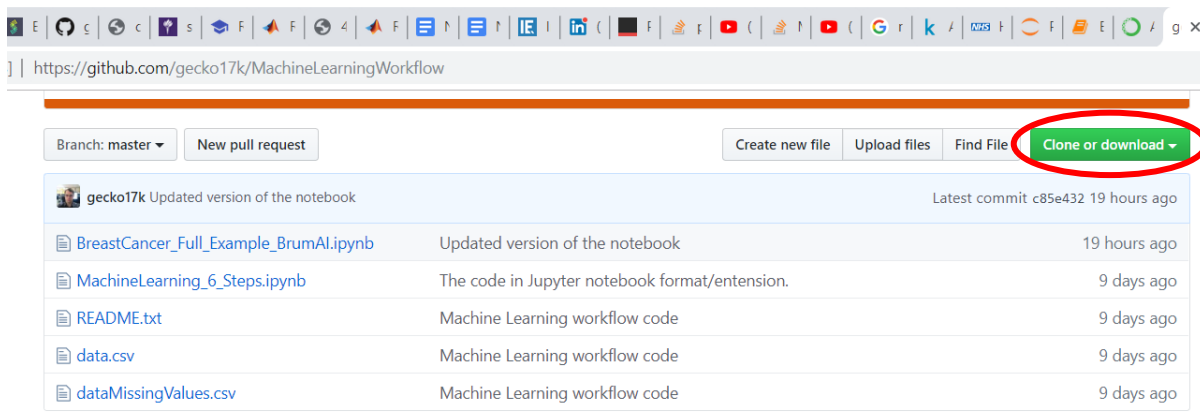 E g c s F F 4 F N N IE I in ( F p ( N ( G r k A NHS H F E A g ×
] | https://github.com/gecko17k/MachineLearningWorkflow
Branch: master New pull request Create new file Upload files Find File Clone or download
gecko17k Updated version of the notebook Latest commit c85e432 19 hours ago
BreastCancer_Full_Example_BrumAI.ipynb Updated version of the notebook 19 hours ago
MachineLearning_6_Steps.ipynb The code in Jupyter notebook format/entension. 9 days ago
README.txt Machine Learning workflow code 9 days ago
data.csv Machine Learning workflow code 9 days ago
dataMissingValues.csv Machine Learning workflow code 9 days ago